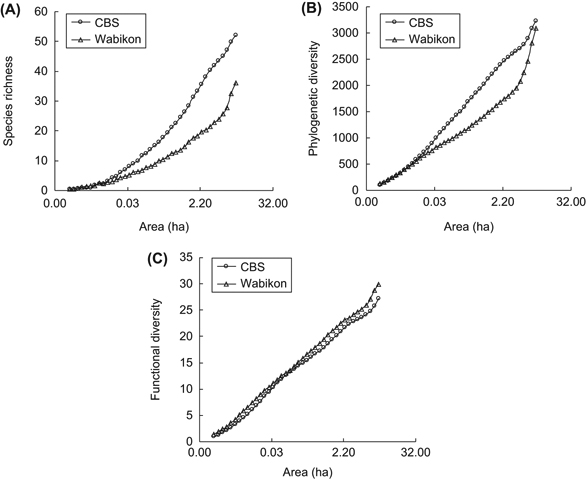 (A)
CBS
Wabikon
Species richness
60
50
40
30
20
10
0
0.00 0.03 2.20 32.00
Area (ha)
(B)
CBS
Wabikon
Phylogenetic diversity
3500
3000
2500
2000
1500
1000
500
0
0.00 0.03 2.20 32.00
Area (ha)
(C)
CBS
Wabikon
Functional diversity
35
30
25
20
15
10
5
0
0.00 0.03 2.20 32.00
Area (ha)